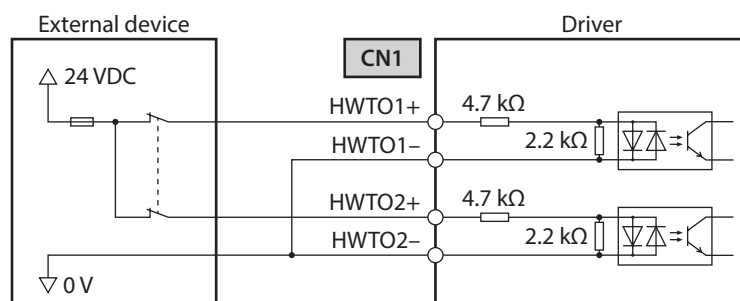 External device
Driver
CN1
24 VDC
HWTO1+
4.7 kΩ
HWTO1–
2.2 kΩ
HWTO2+
4.7 kΩ
HWTO2–
2.2 kΩ
0 V